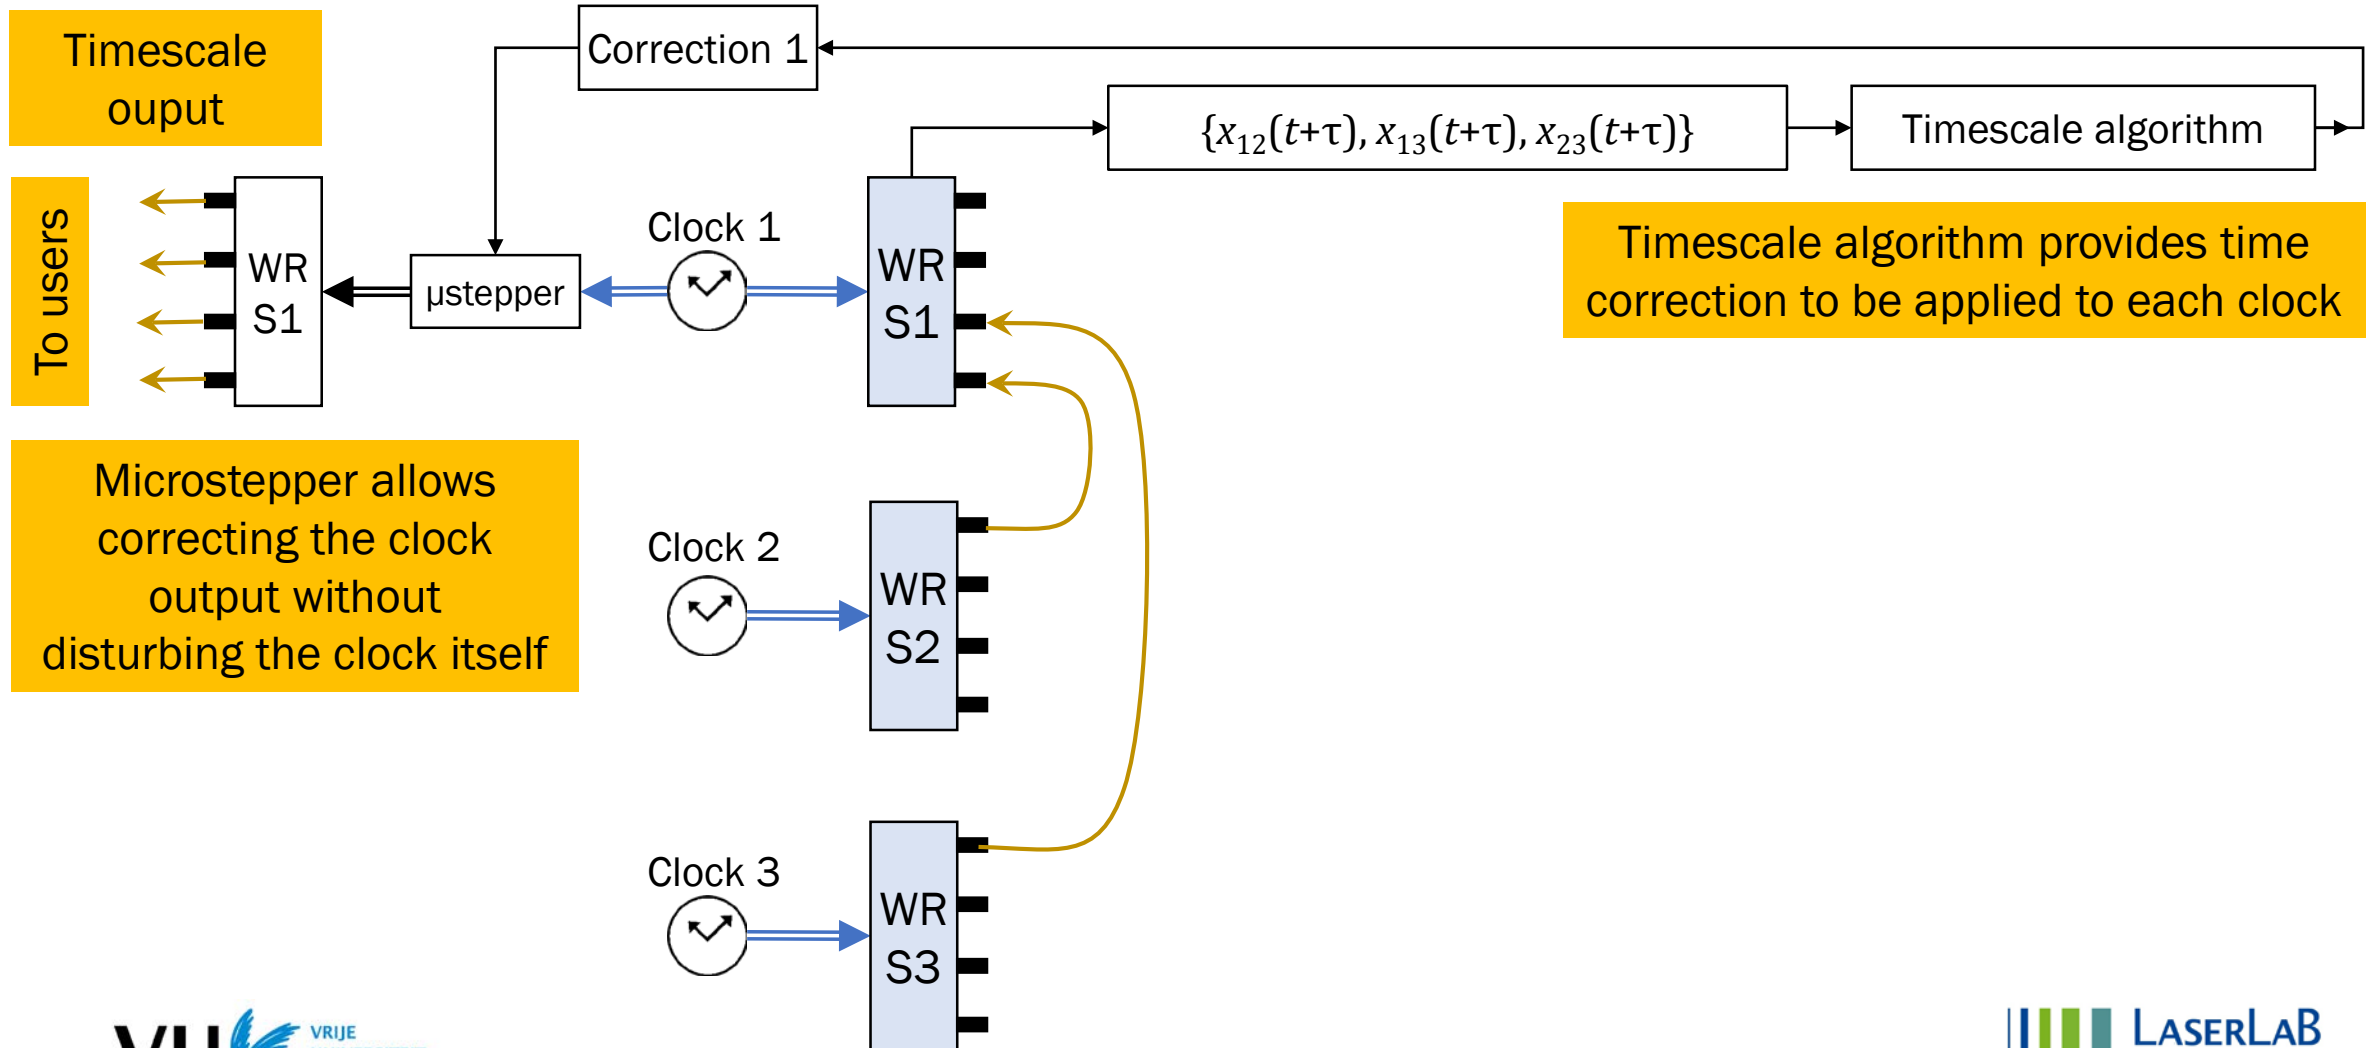 Timescale
ouput
Correction 1
{x₁₂(t+τ), x₁₃(t+τ), x₂₃(t+τ)}
Timescale algorithm
To users
WR
S1
µstepper
Clock 1
WR
S1
Timescale algorithm provides time
correction to be applied to each clock
Microstepper allows
correcting the clock
output without
disturbing the clock itself
Clock 2
WR
S2
Clock 3
WR
S3
VU
VRIJE
LASERLAB